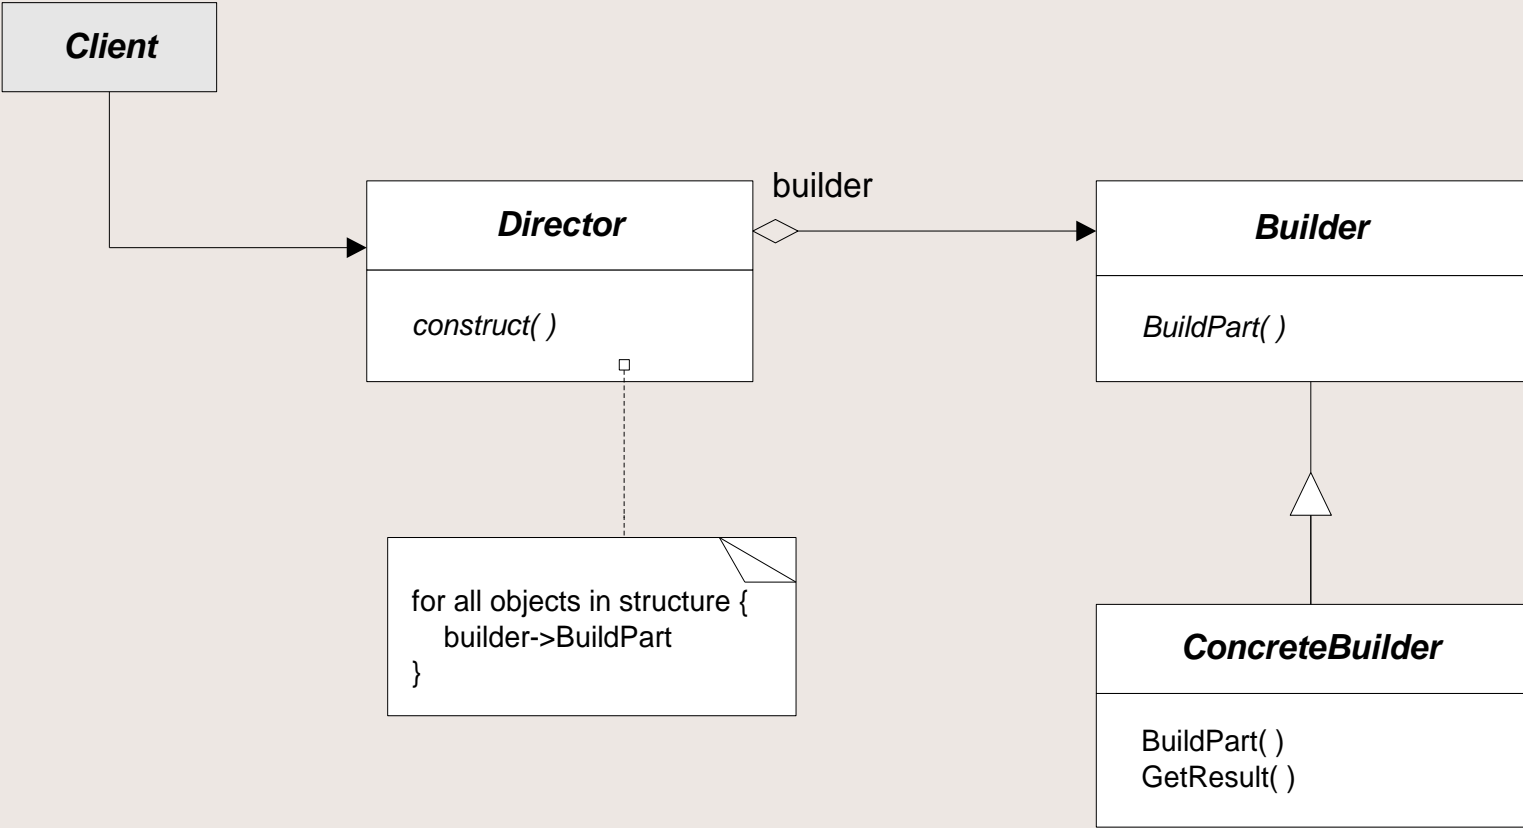 Client
builder
Director
Builder
construct( )
BuildPart( )
for all objects in structure {
builder->BuildPart
}
ConcreteBuilder
BuildPart( )
GetResult( )